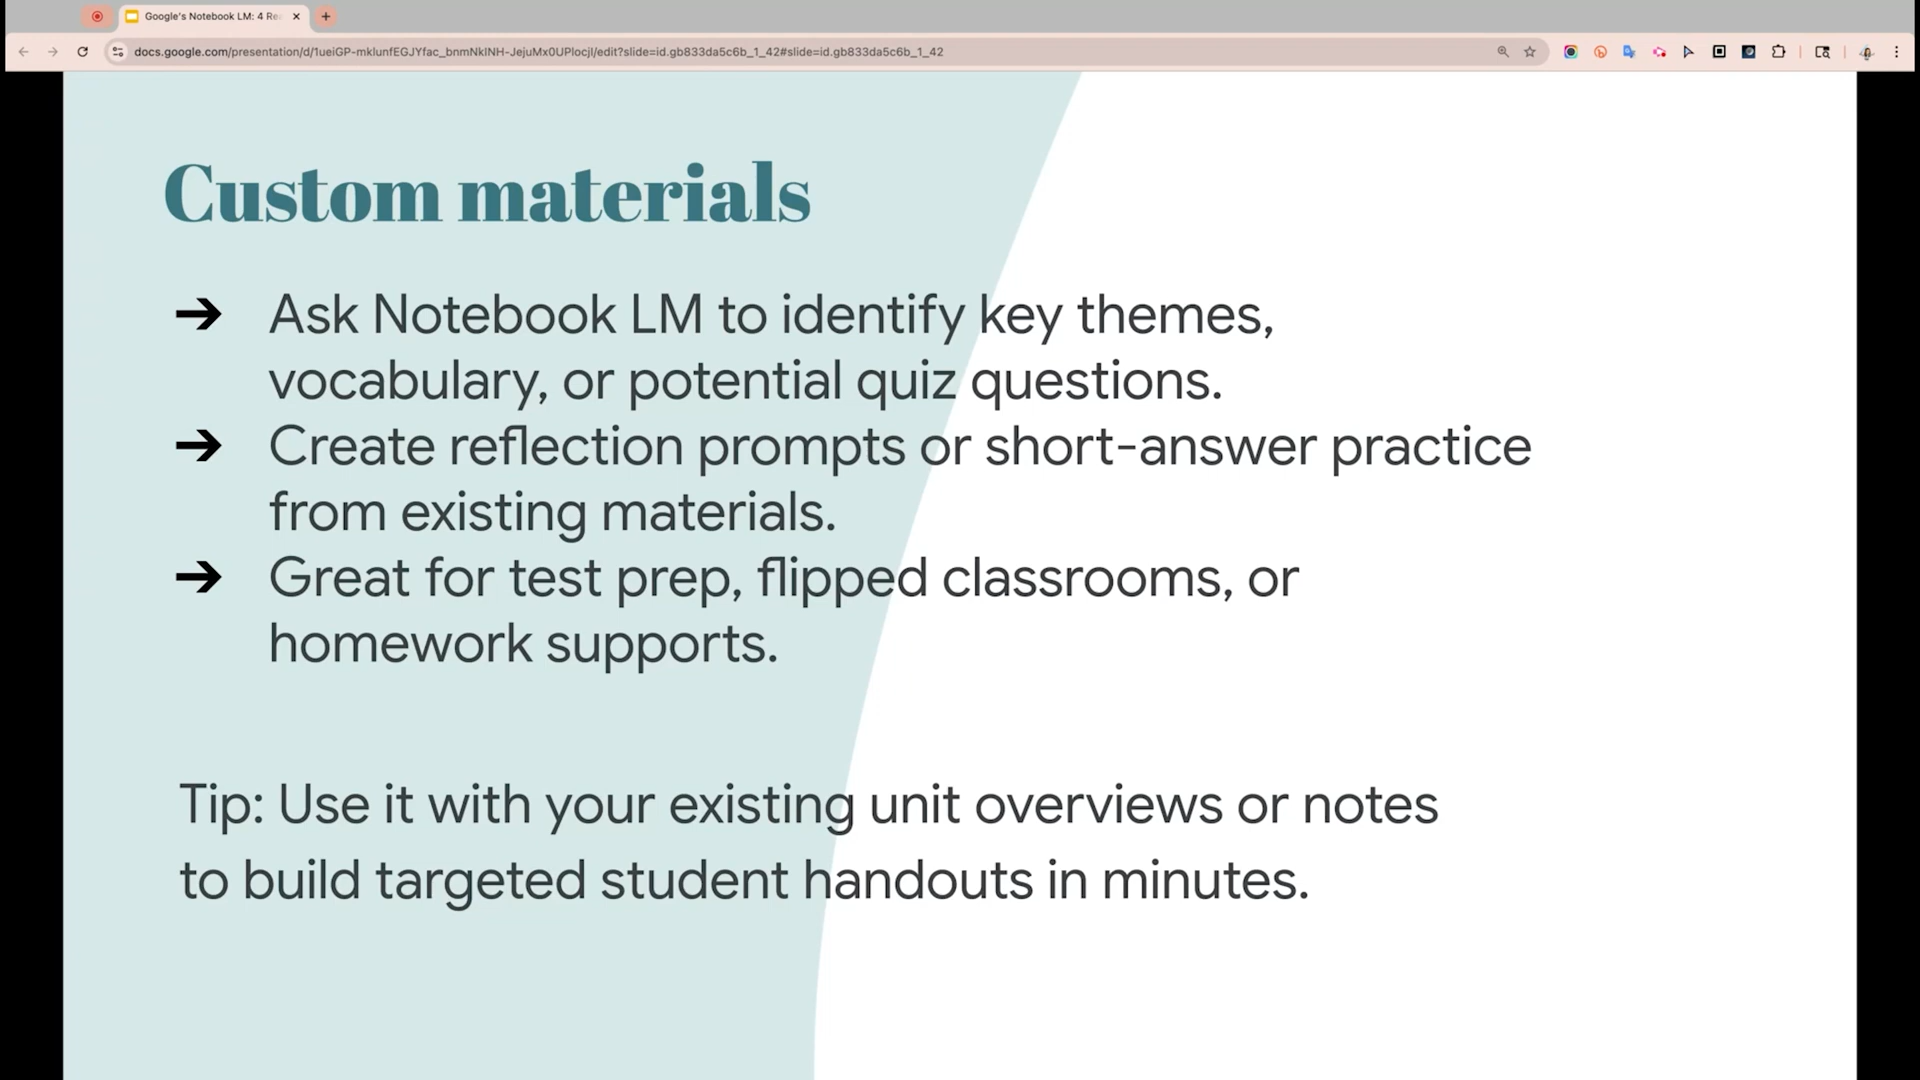 Google's Notebook LM: 4 Re
docs.google.com/presentation/d/1ueiGP-mklunfEGJYfac_bnmNkINH-JejuMx0UPlocjI/edit?slide=id.gb833da5c6b_1_42#slide=id.gb833da5c6b_1_42
Custom materials
➔ Ask Notebook LM to identify key themes,
vocabulary, or potential quiz questions.
➔ Create reflection prompts or short-answer practice
from existing materials.
➔ Great for test prep, flipped classrooms, or
homework supports.
Tip: Use it with your existing unit overviews or notes
to build targeted student handouts in minutes.